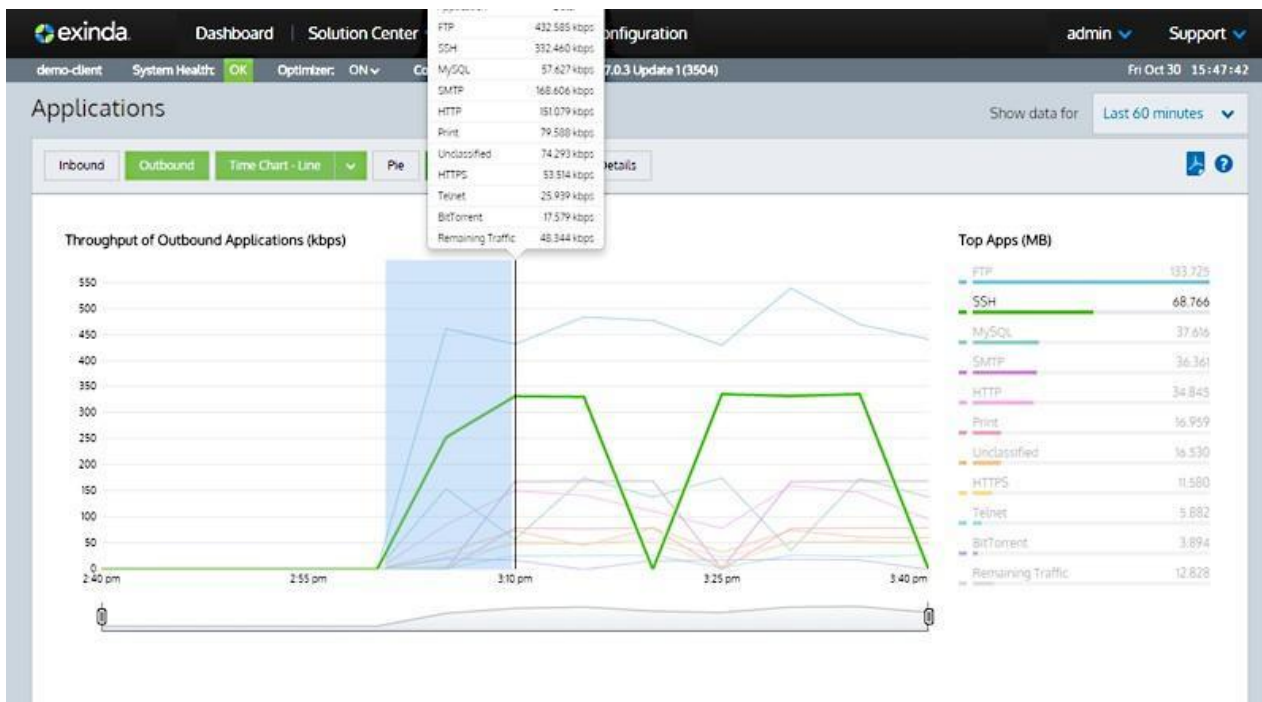 exinda
Dashboard | Solution Center
onfiguration
admin
Support
demo-client System Health: OK Optimizer: ON Co
7.0.3 Update 1 (3504)
Fri Oct 30 15:47:42
Application Data
FTP 432.585 kbps
SSH 332.460 kbps
MySQL 57.627 kbps
SMTP 168.606 kbps
HTTP 151.079 kbps
Print 79.588 kbps
Unclassified 74.293 kbps
HTTPS 53.514 kbps
Telnet 25.939 kbps
BitTorrent 17.579 kbps
Remaining Traffic 48.344 kbps
Applications
Show data for Last 60 minutes
Inbound Outbound Time Chart - Line Pie
Details
Throughput of Outbound Applications (kbps)
550
500
450
400
350
300
250
200
150
100
50
0
2:40 pm 2:55 pm 3:10 pm 3:25 pm 3:40 pm
Top Apps (MB)
FTP 133.725
SSH 68.766
MySQL 37.616
SMTP 36.361
HTTP 34.845
Print 16.959
Unclassified 16.530
HTTPS 11.580
Telnet 5.882
BitTorrent 3.894
Remaining Traffic 12.828